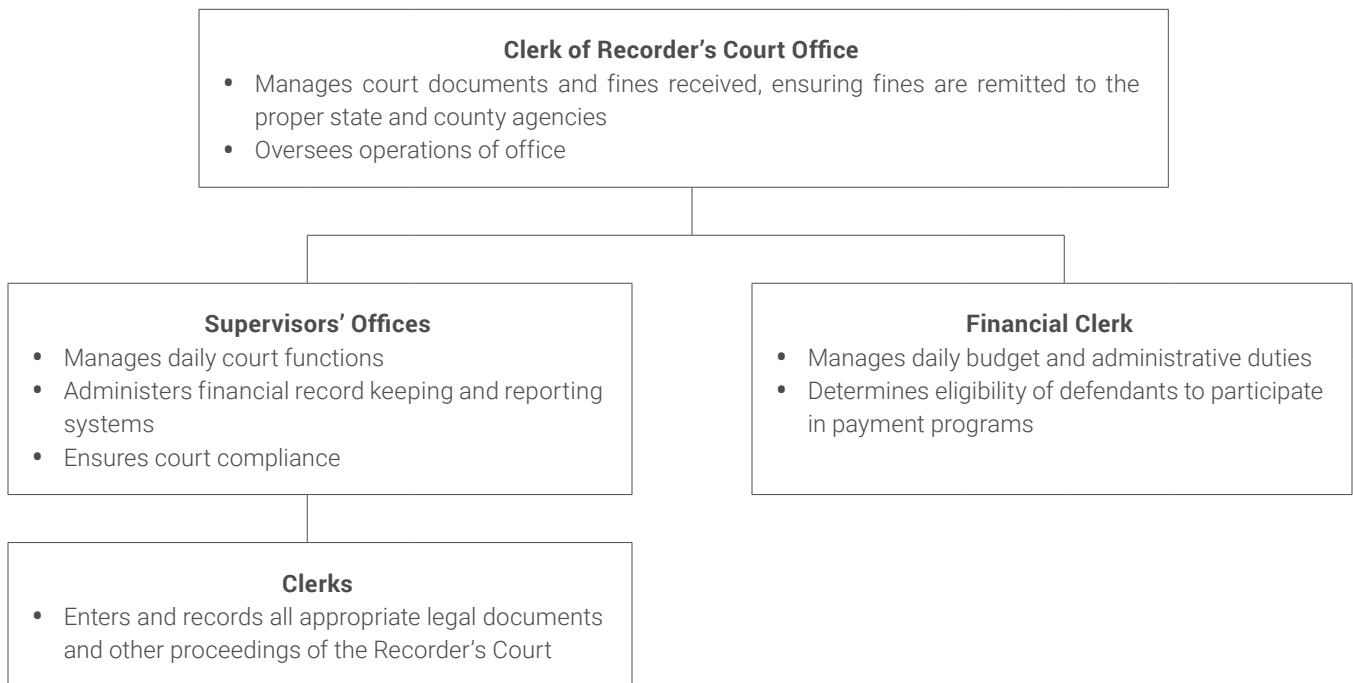 Clerk of Recorder’s Court Office
• Manages court documents and fines received, ensuring fines are remitted to the
proper state and county agencies
• Oversees operations of office
Supervisors’ Offices
• Manages daily court functions
• Administers financial record keeping and reporting
systems
• Ensures court compliance
Financial Clerk
• Manages daily budget and administrative duties
• Determines eligibility of defendants to participate
in payment programs
Clerks
• Enters and records all appropriate legal documents
and other proceedings of the Recorder’s Court